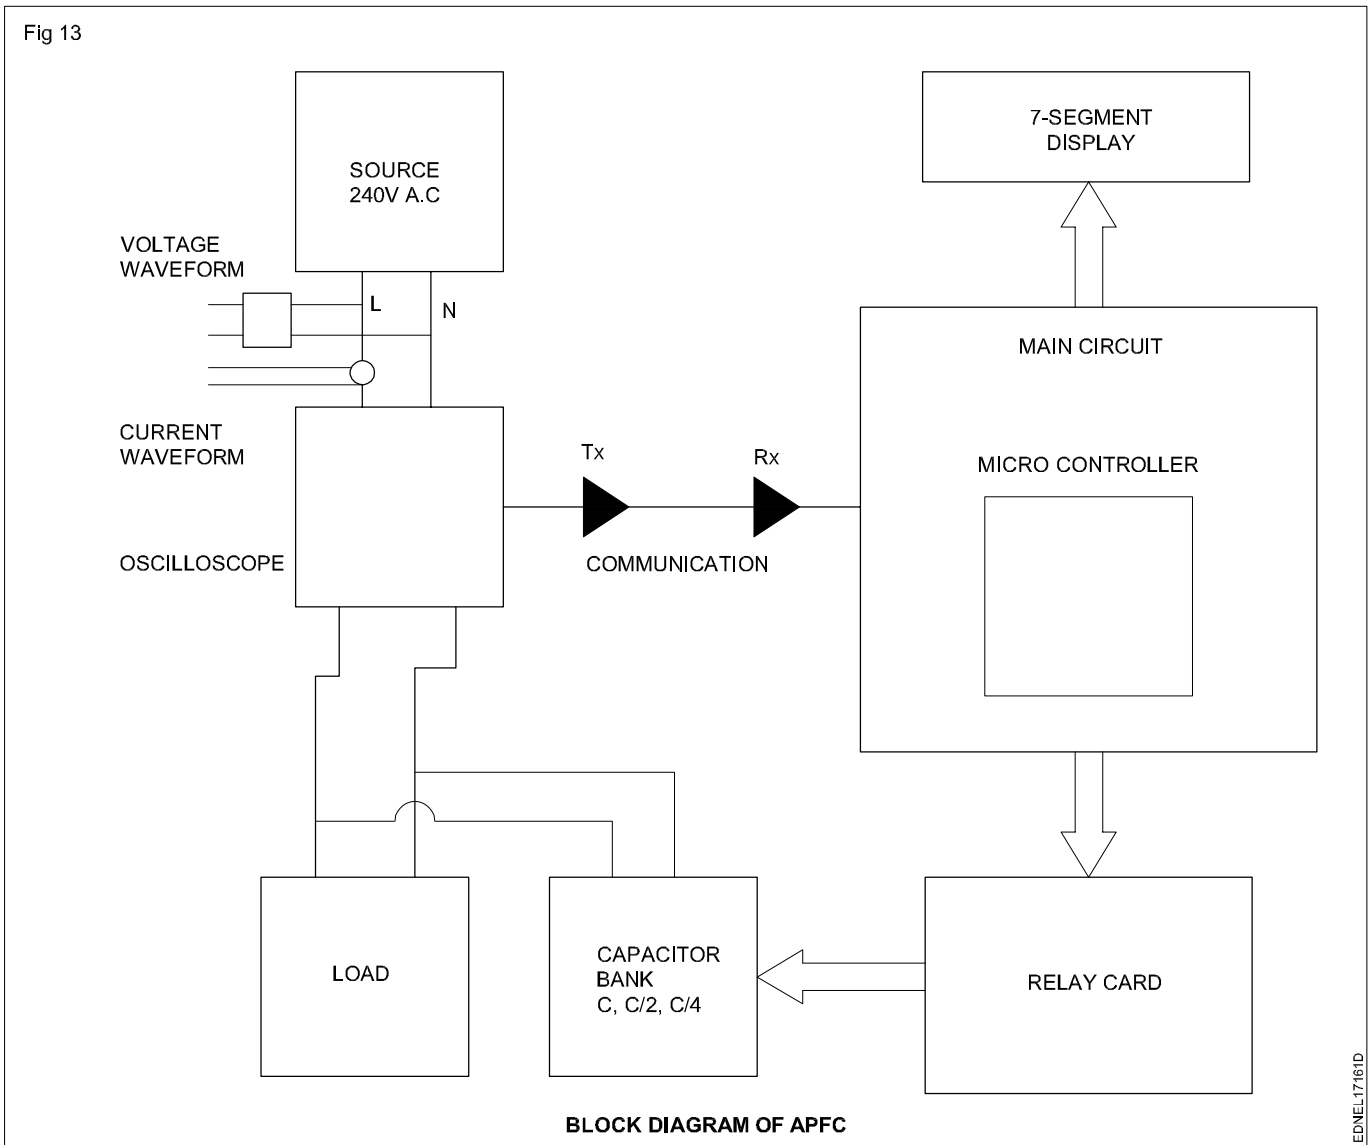 Fig 13
SOURCE
240V A.C
7-SEGMENT
DISPLAY
VOLTAGE
WAVEFORM
L
N
MAIN CIRCUIT
CURRENT
WAVEFORM
Tx
Rx
MICRO CONTROLLER
OSCILLOSCOPE
COMMUNICATION
LOAD
CAPACITOR
BANK
C, C/2, C/4
RELAY CARD
BLOCK DIAGRAM OF APFC
EDNEL17161D